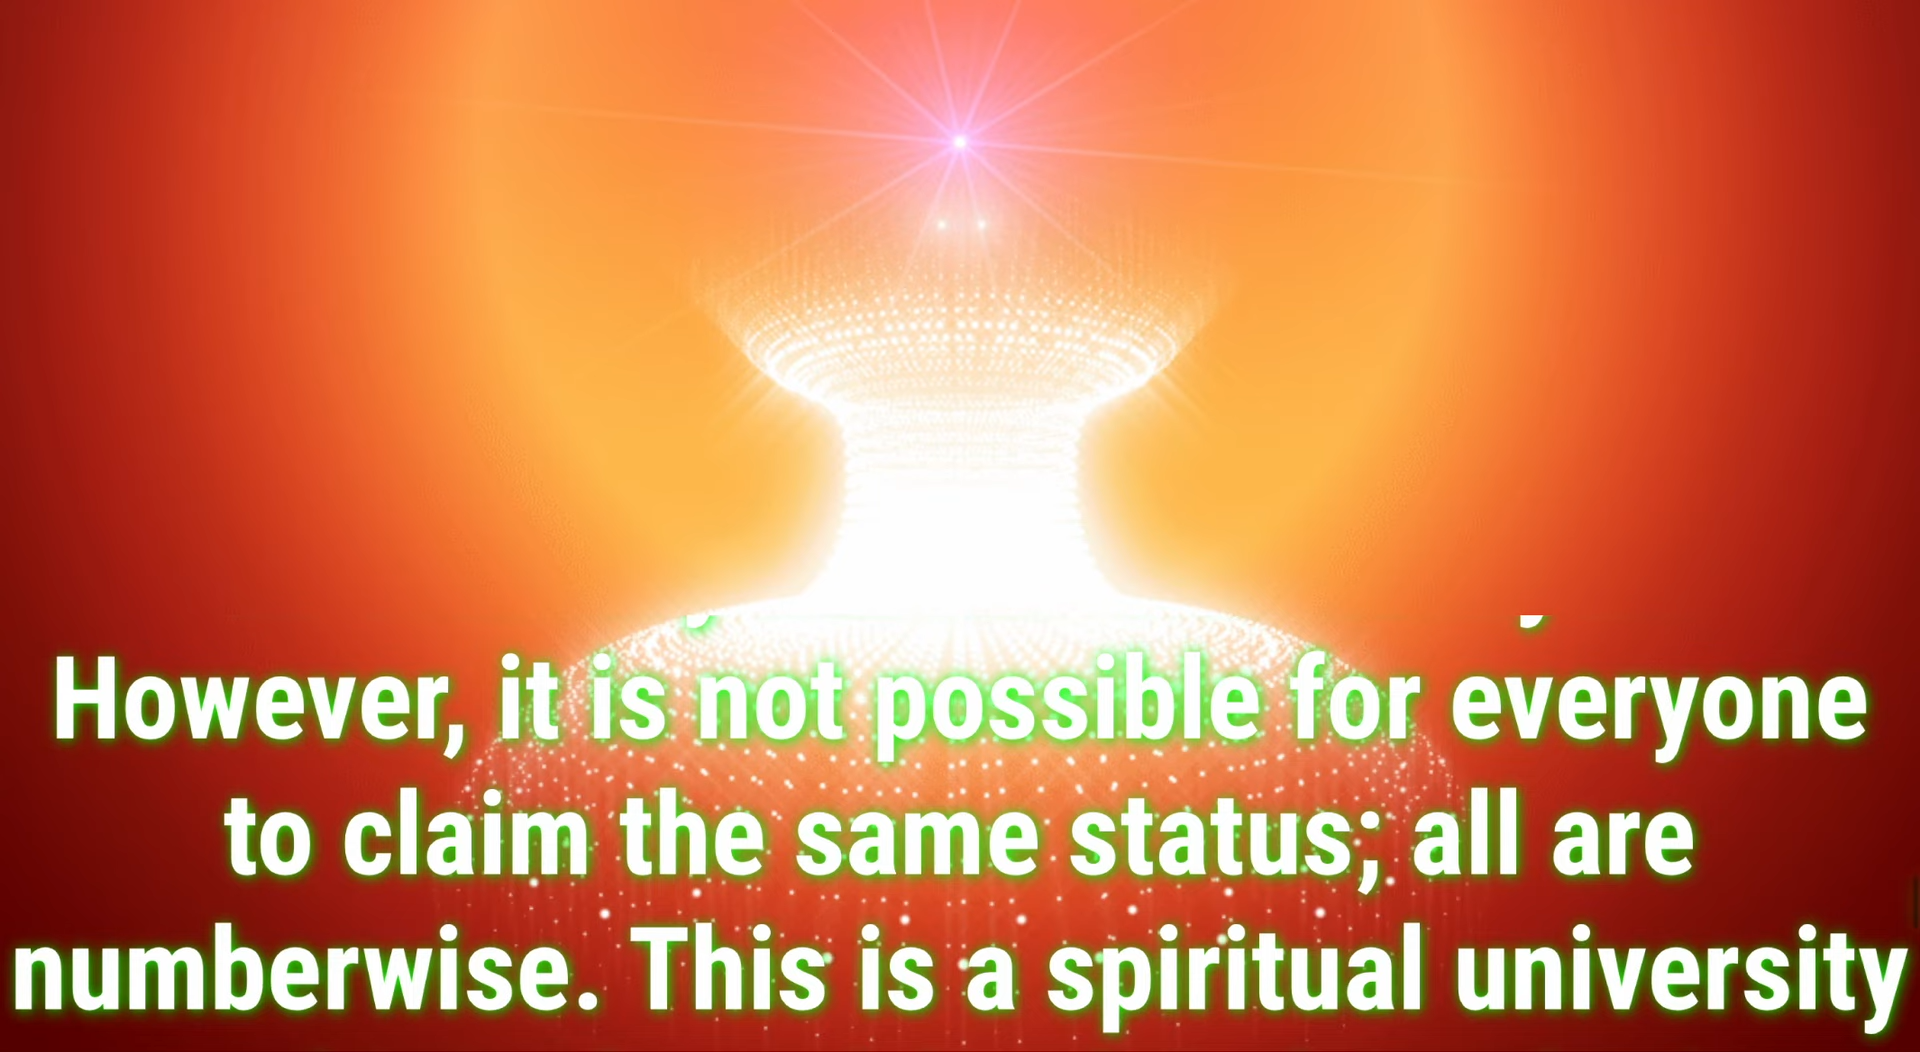 However, it is not possible for everyone
to claim the same status; all are
numberwise. This is a spiritual university